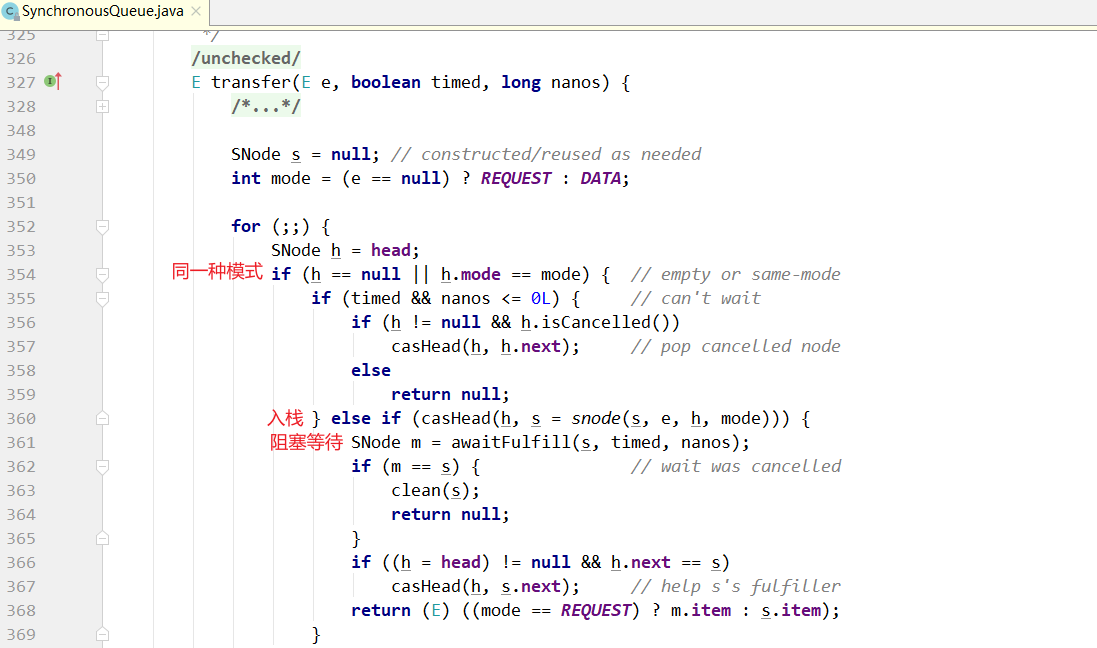 SynchronousQueue.java
325 */
326 /unchecked/
327 E transfer(E e, boolean timed, long nanos) {
328 /*...*/
348
349 SNode s = null; // constructed/reused as needed
350 int mode = (e == null) ? REQUEST : DATA;
351
352 for (;;) {
353 SNode h = head;
354 同一种模式 if (h == null || h.mode == mode) { // empty or same-mode
355 if (timed && nanos <= 0L) { // can't wait
356 if (h != null && h.isCancelled())
357 casHead(h, h.next); // pop cancelled node
358 else
359 return null;
360 入栈 } else if (casHead(h, s = snode(s, e, h, mode))) {
361 阻塞等待 SNode m = awaitFulfill(s, timed, nanos);
362 if (m == s) { // wait was cancelled
363 clean(s);
364 return null;
365 }
366 if ((h = head) != null && h.next == s)
367 casHead(h, s.next); // help s's fulfiller
368 return (E) ((mode == REQUEST) ? m.item : s.item);
369 }